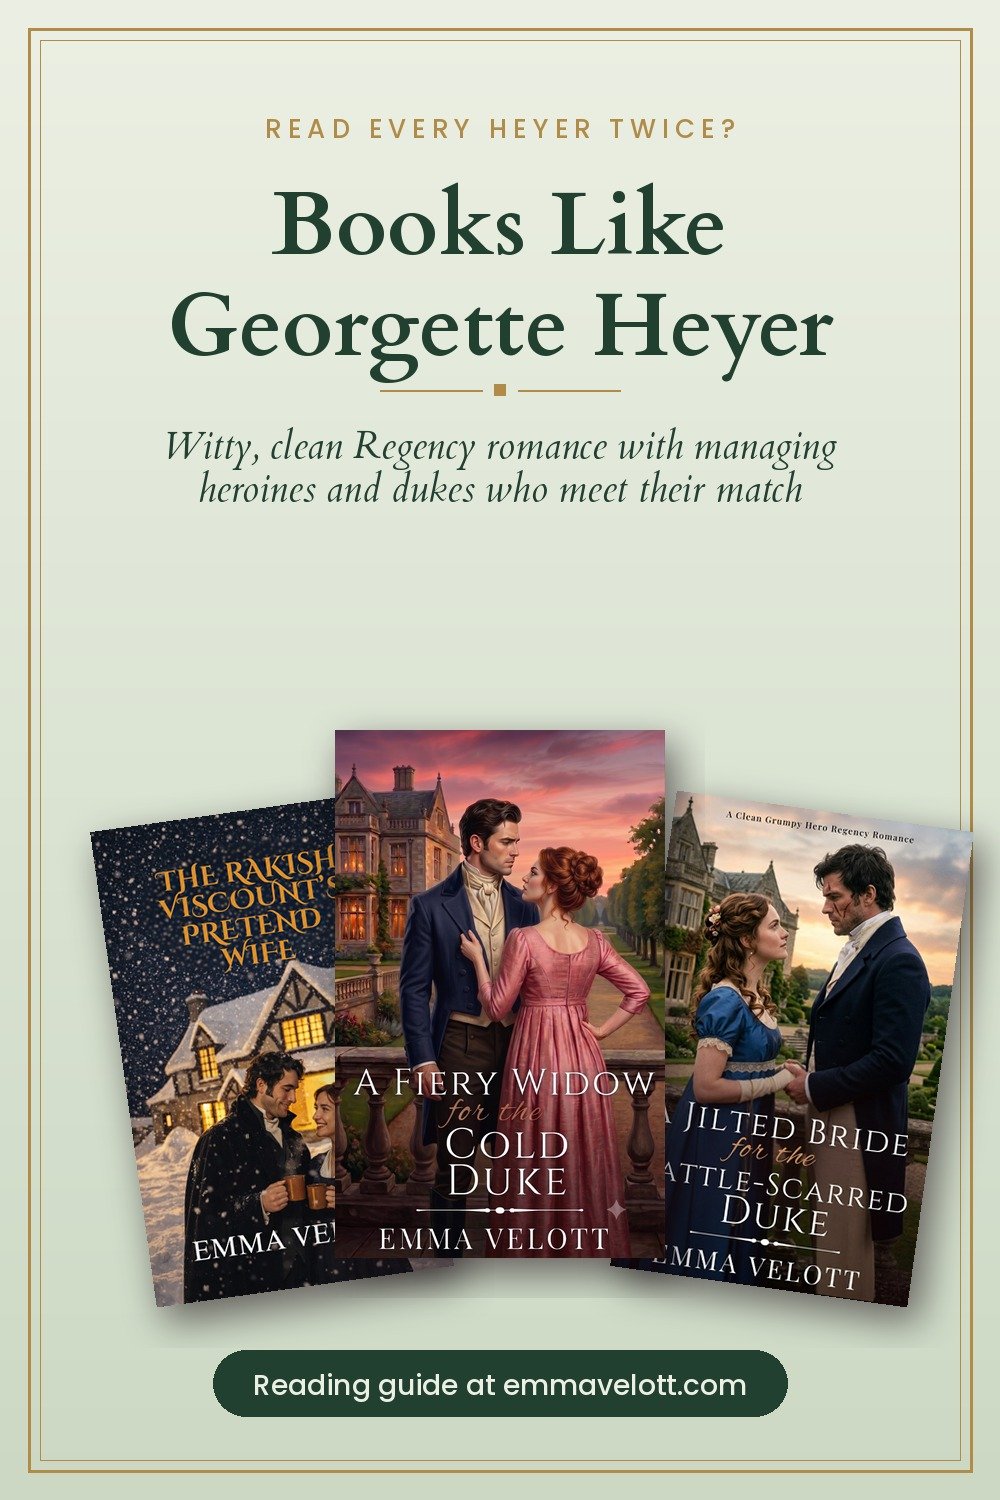 READ EVERY HEYER TWICE?
Books Like
Georgette Heyer
Witty, clean Regency romance with managing
heroines and dukes who meet their match
THE RAKISH
VISCOUNT'S
PRETEND
WIFE
EMMA VE
A FIERY WIDOW
for the
COLD
DUKE
EMMA VELOTT
A Clean Grumpy Hero Regency Romance
JILTED BRIDE
for the
ATTLE-SCARRED
DUKE
EMMA VELOTT
Reading guide at emmavelott.com